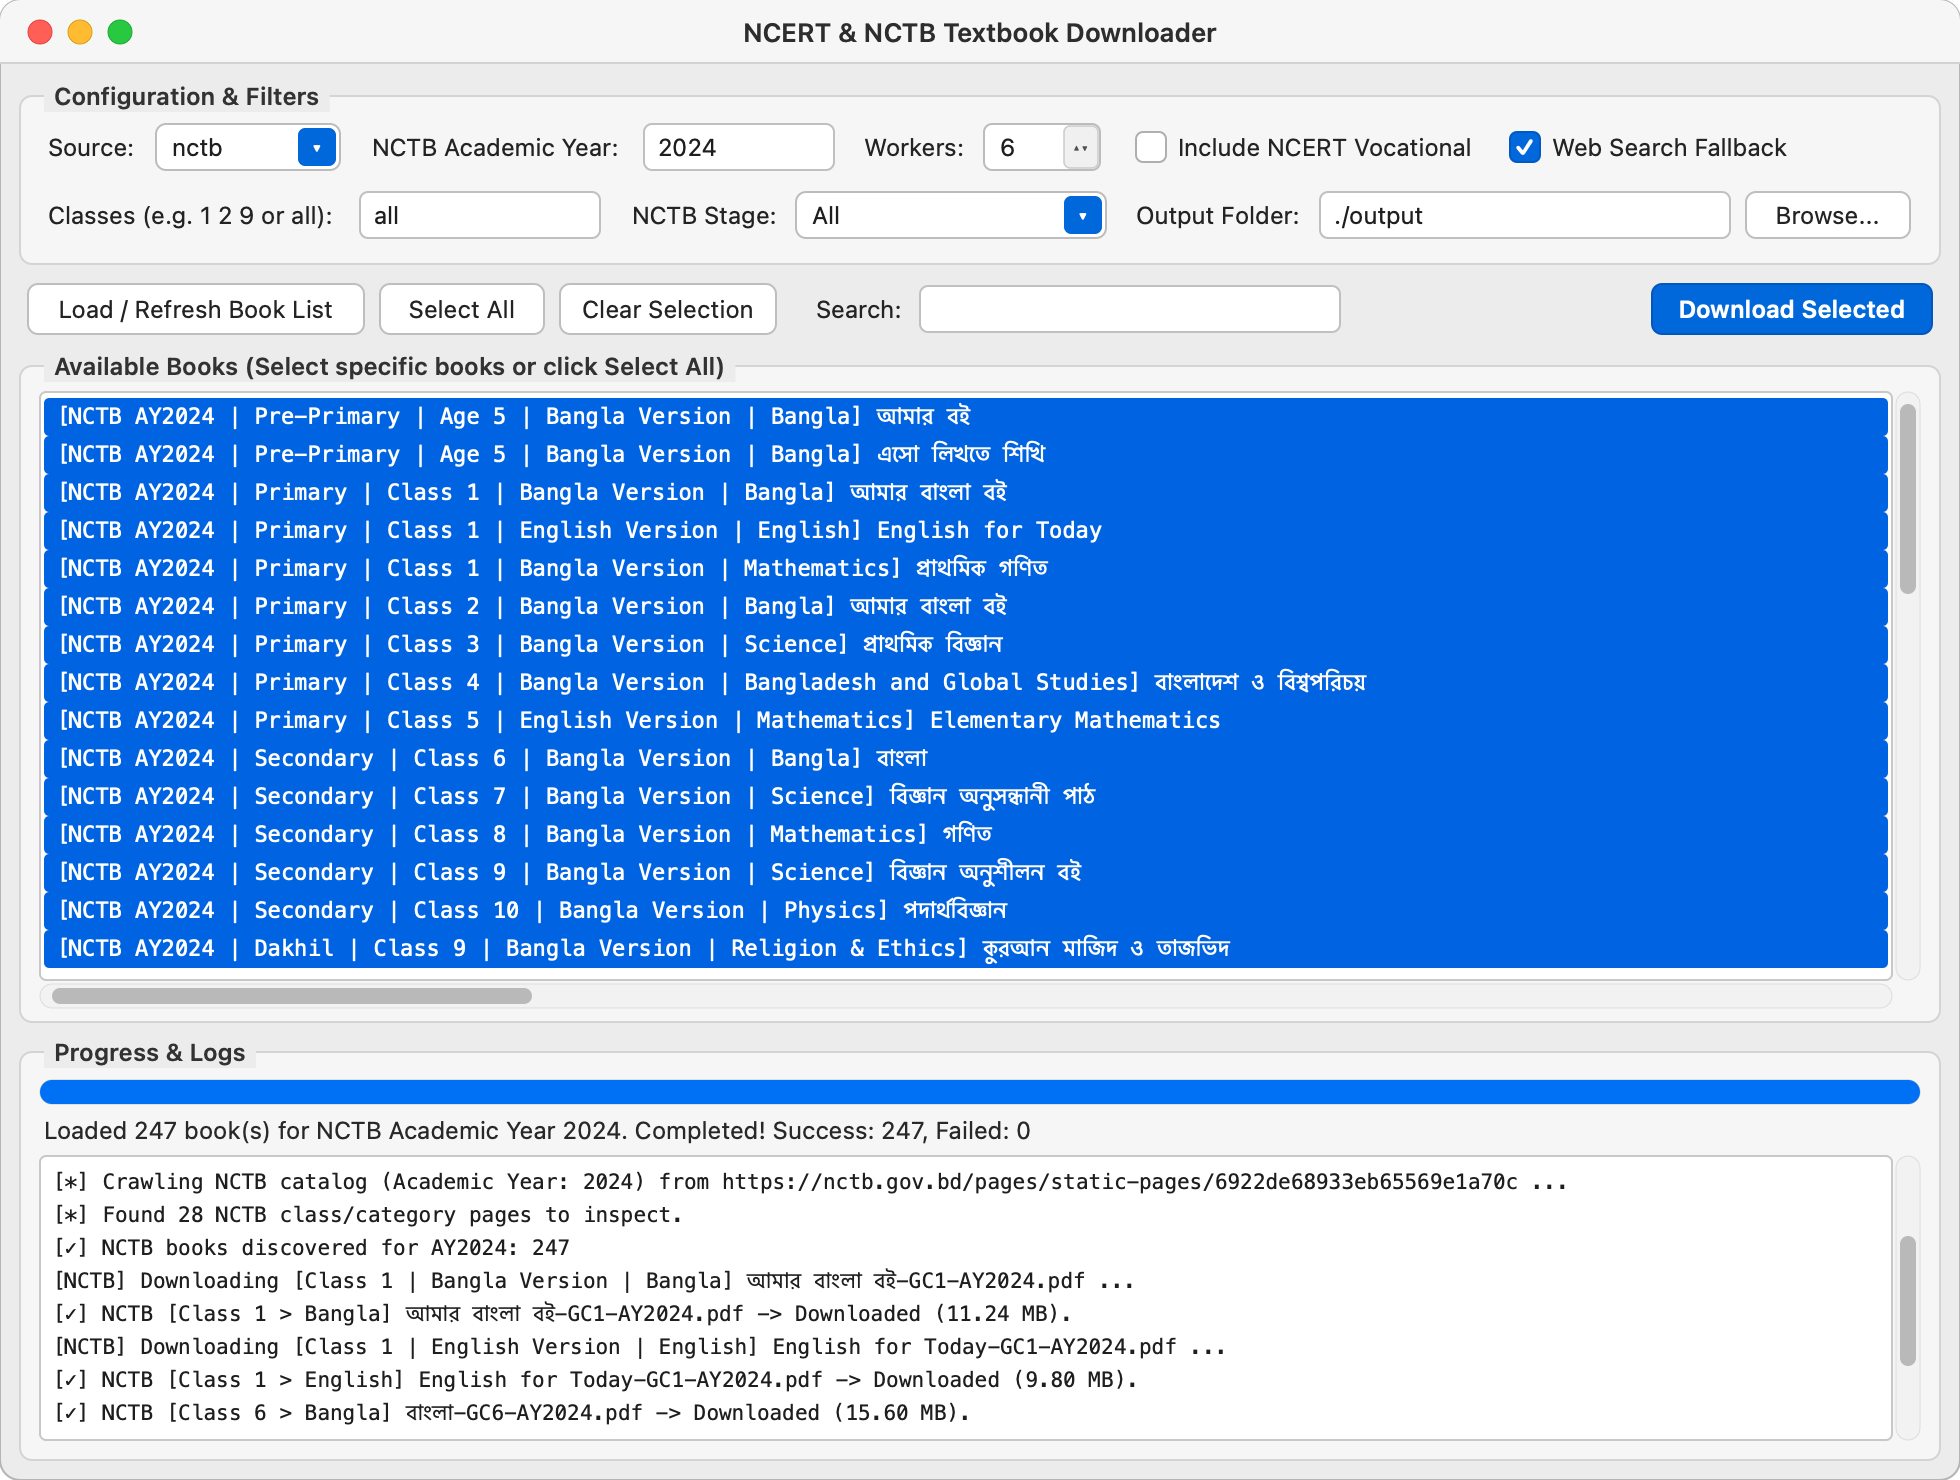 NCERT & NCTB Textbook Downloader
Configuration & Filters
Source: nctb NCTB Academic Year: 2024 Workers: 6 Include NCERT Vocational Web Search Fallback
Classes (e.g. 1 2 9 or all): all NCTB Stage: All Output Folder: ./output Browse...
Load / Refresh Book List Select All Clear Selection Search: Download Selected
Available Books (Select specific books or click Select All)
[NCTB AY2024 | Pre-Primary | Age 5 | Bangla Version | Bangla] আমার বই
[NCTB AY2024 | Pre-Primary | Age 5 | Bangla Version | Bangla] এসো লিখতে শিখি
[NCTB AY2024 | Primary | Class 1 | Bangla Version | Bangla] আমার বাংলা বই
[NCTB AY2024 | Primary | Class 1 | English Version | English] English for Today
[NCTB AY2024 | Primary | Class 1 | Bangla Version | Mathematics] প্রাথমিক গণিত
[NCTB AY2024 | Primary | Class 2 | Bangla Version | Bangla] আমার বাংলা বই
[NCTB AY2024 | Primary | Class 3 | Bangla Version | Science] প্রাথমিক বিজ্ঞান
[NCTB AY2024 | Primary | Class 4 | Bangla Version | Bangladesh and Global Studies] বাংলাদেশ ও বিশ্বপরিচয়
[NCTB AY2024 | Primary | Class 5 | English Version | Mathematics] Elementary Mathematics
[NCTB AY2024 | Secondary | Class 6 | Bangla Version | Bangla] বাংলা
[NCTB AY2024 | Secondary | Class 7 | Bangla Version | Science] বিজ্ঞান অনুসন্ধানী পাঠ
[NCTB AY2024 | Secondary | Class 8 | Bangla Version | Mathematics] গণিত
[NCTB AY2024 | Secondary | Class 9 | Bangla Version | Science] বিজ্ঞান অনুশীলন বই
[NCTB AY2024 | Secondary | Class 10 | Bangla Version | Physics] পদার্থবিজ্ঞান
[NCTB AY2024 | Dakhil | Class 9 | Bangla Version | Religion & Ethics] কুরআন মাজিদ ও তাজভিদ
Progress & Logs
Loaded 247 book(s) for NCTB Academic Year 2024. Completed! Success: 247, Failed: 0
[*] Crawling NCTB catalog (Academic Year: 2024) from https://nctb.gov.bd/pages/static-pages/6922de68933eb65569e1a70c ...
[*] Found 28 NCTB class/category pages to inspect.
[✓] NCTB books discovered for AY2024: 247
[NCTB] Downloading [Class 1 | Bangla Version | Bangla] আমার বাংলা বই-GC1-AY2024.pdf ...
[✓] NCTB [Class 1 > Bangla] আমার বাংলা বই-GC1-AY2024.pdf -> Downloaded (11.24 MB).
[NCTB] Downloading [Class 1 | English Version | English] English for Today-GC1-AY2024.pdf ...
[✓] NCTB [Class 1 > English] English for Today-GC1-AY2024.pdf -> Downloaded (9.80 MB).
[✓] NCTB [Class 6 > Bangla] বাংলা-GC6-AY2024.pdf -> Downloaded (15.60 MB).